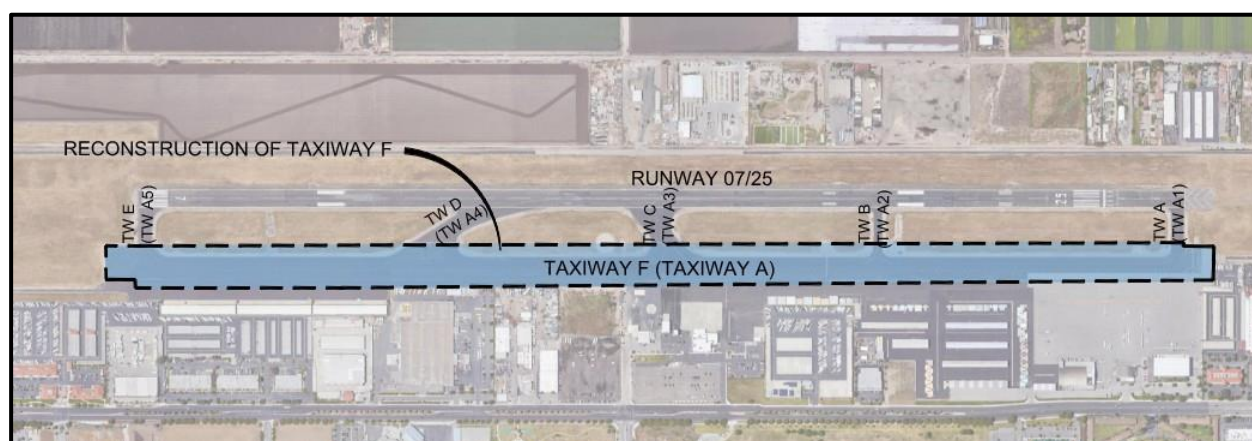 RECONSTRUCTION OF TAXIWAY F
RUNWAY 07/25
TW E
(TW A5)
TW D
(TW A4)
TW C
(TW A3)
TW B
(TW A2)
TW A
(TW A1)
25
TAXIWAY F (TAXIWAY A)